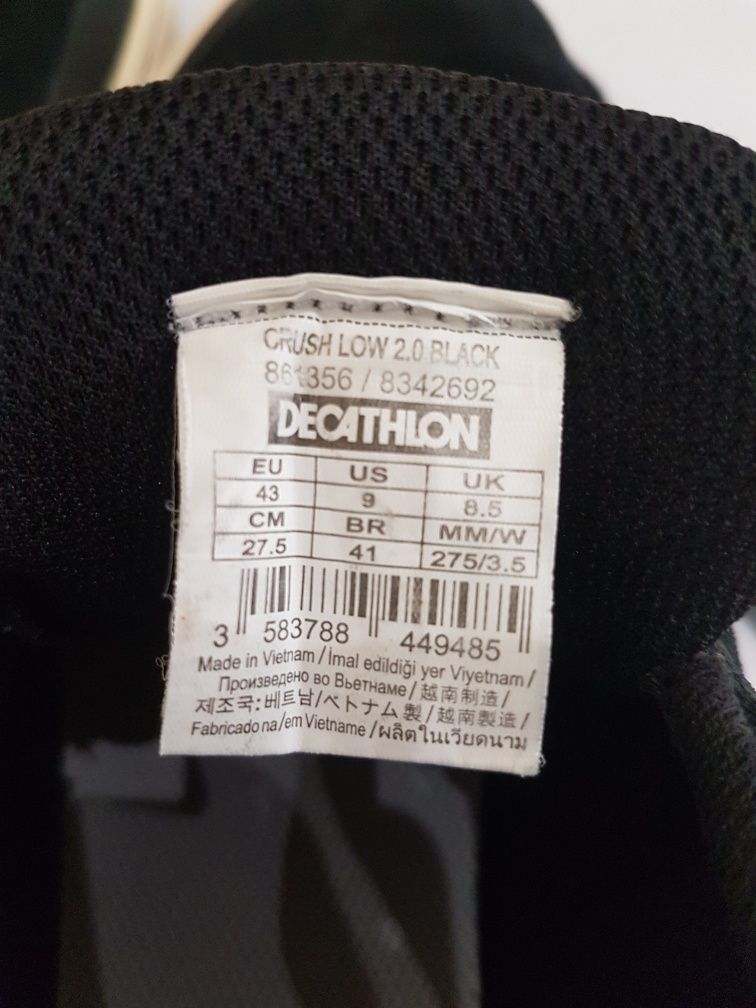 CRUSH LOW 2.0 BLACK
/ 8342692
DECATHLON
EU US UK
43 9 8.5
CM BR MM/W
27.5 41 275/3.5
3 583788 449485
Made in Vietnam / İmal edildiği yer Viyetnam /
Произведено во Вьетнаме / 越南制造 /
제조국: 베트남 / ベトナム製 / 越南製造 /
Fabricado na/em Vietname / ผลิตในเวียดนาม